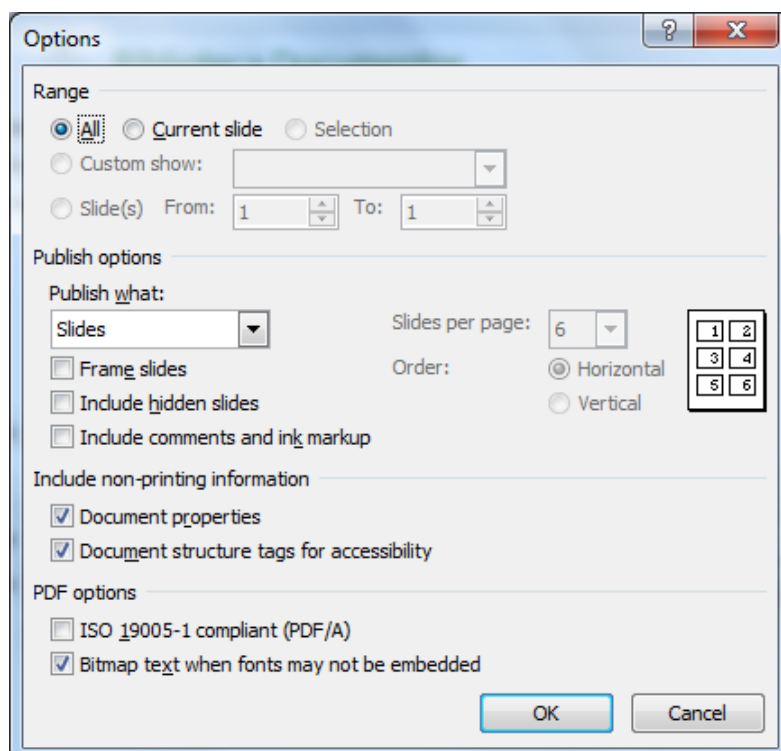 Options
Range
All Current slide Selection
Custom show:
Slide(s) From: 1 To: 1
Publish options
Publish what:
Slides Slides per page: 6
Frame slides Order: Horizontal
Include hidden slides Vertical
Include comments and ink markup
1 2
3 4
5 6
Include non-printing information
Document properties
Document structure tags for accessibility
PDF options
ISO 19005-1 compliant (PDF/A)
Bitmap text when fonts may not be embedded
OK Cancel